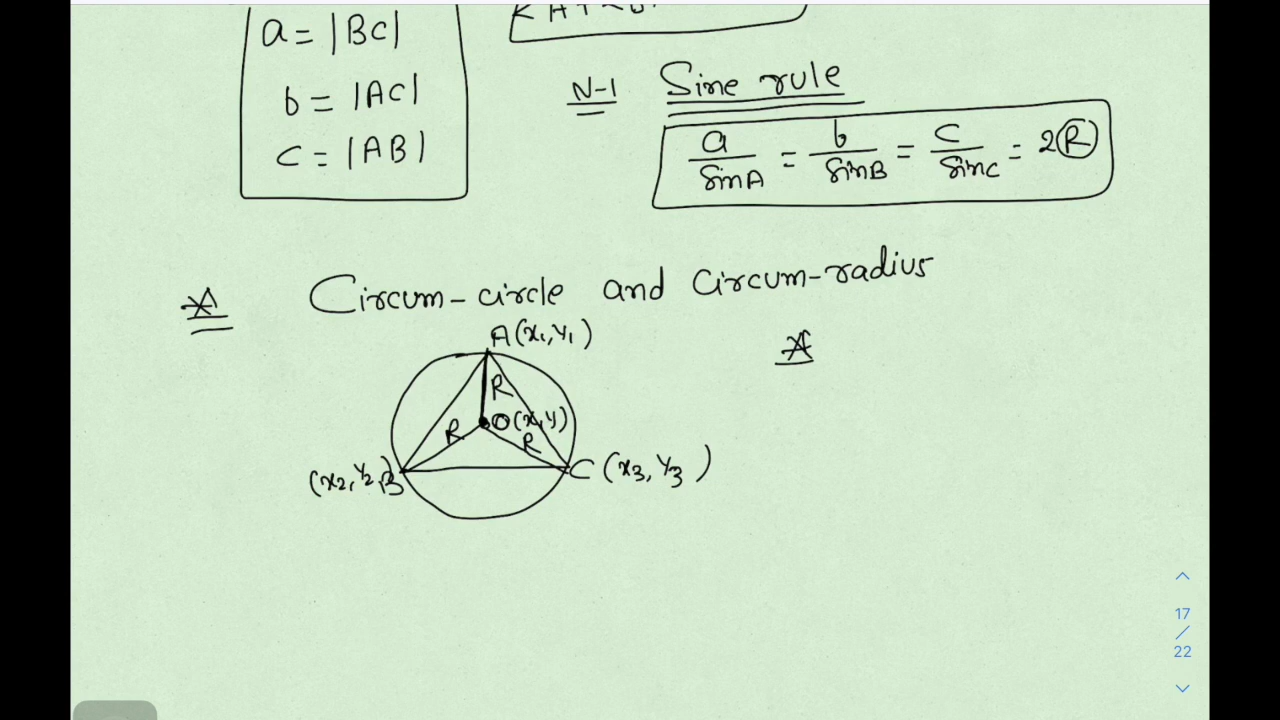 a = |BC|
b = |AC|
c = |AB|
N-1 Sine rule
a/sinA = b/sinB = c/sinC = 2R
Circum-circle and circum-radius
A(x1,y1)
R
O(x,y)
R
R
(x2,y2)B
C (x3,y3)
17
/
22